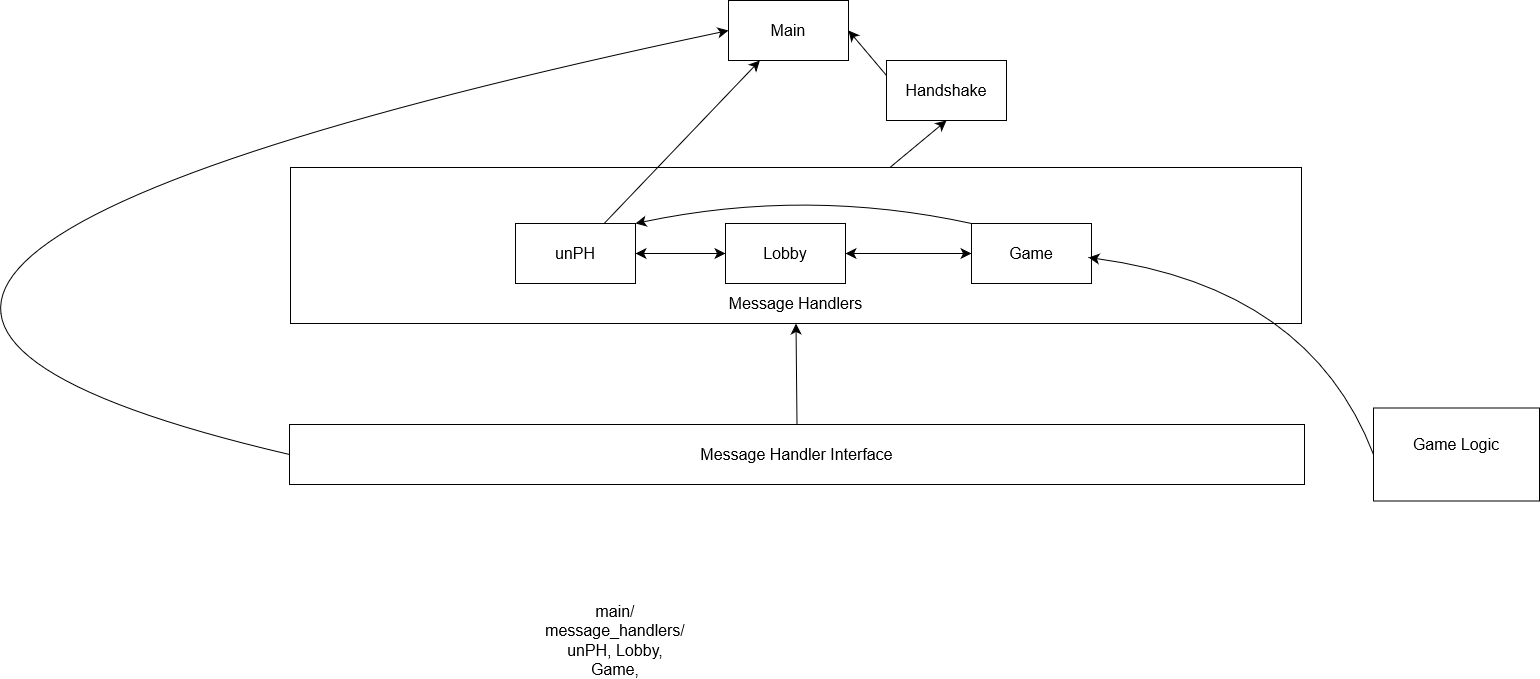 Main
Handshake
unPH
Lobby
Game
Message Handlers
Message Handler Interface
Game Logic
main/
message_handlers/
unPH, Lobby,
Game,